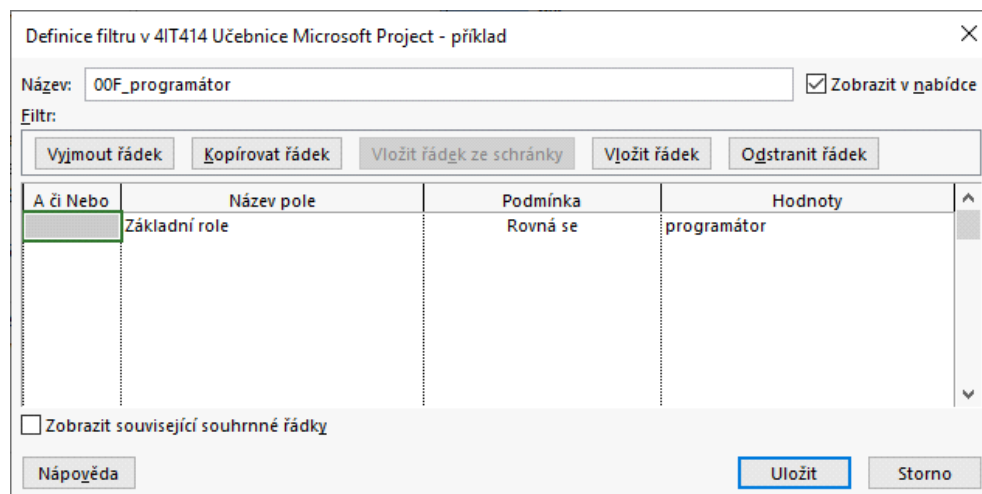 Definice filtru v 4IT414 Učebnice Microsoft Project - příklad
Název: 00F_programátor Zobrazit v nabídce
Filtr:
Vyjmout řádek Kopírovat řádek Vložit řádek ze schránky Vložit řádek Odstranit řádek
A či Nebo Název pole Podmínka Hodnoty
Základní role Rovná se programátor
Zobrazit související souhrnné řádky
Nápověda Uložit Storno